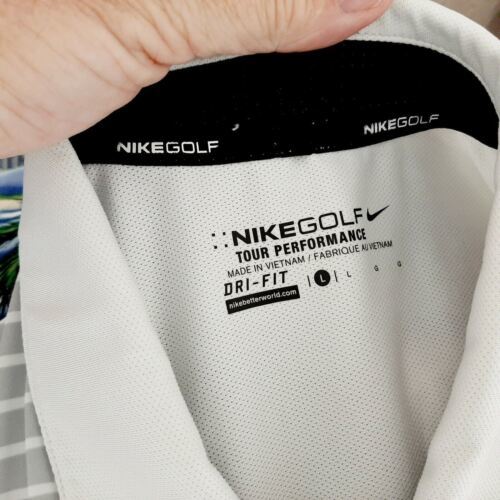 NIKEGOLF
NIKEGOLF
NIKEGOLF
TOUR PERFORMANCE
MADE IN VIETNAM / FABRIQUE AU VIETNAM
DRI-FIT | L | L G G
nikebetterworld.com